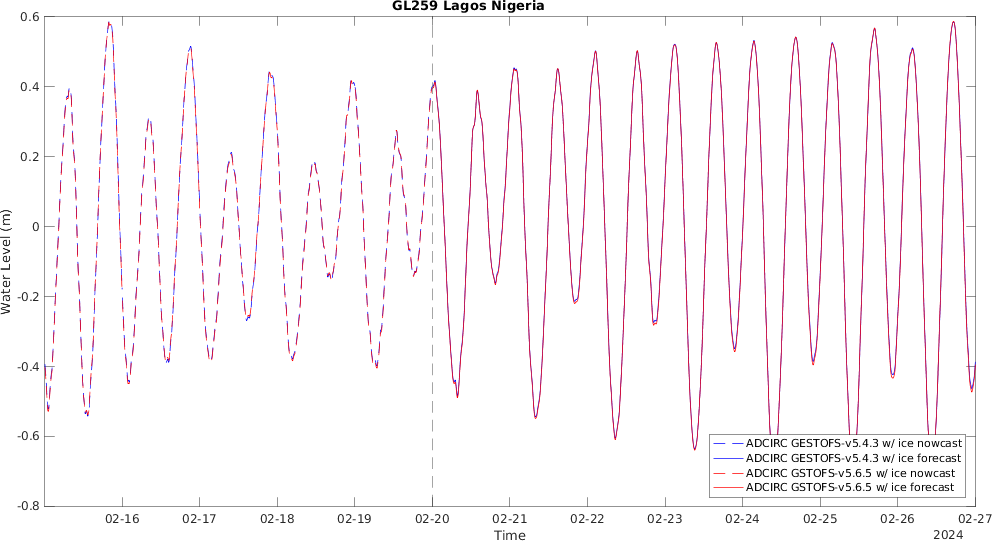 GL259 Lagos Nigeria
0.6
0.4
0.2
0
-0.2
-0.4
-0.6
-0.8
Water Level (m)
ADCIRC GESTOFS-v5.4.3 w/ ice nowcast
ADCIRC GESTOFS-v5.4.3 w/ ice forecast
ADCIRC GSTOFS-v5.6.5 w/ ice nowcast
ADCIRC GSTOFS-v5.6.5 w/ ice forecast
02-16 02-17 02-18 02-19 02-20 02-21 02-22 02-23 02-24 02-25 02-26 02-27
Time
2024